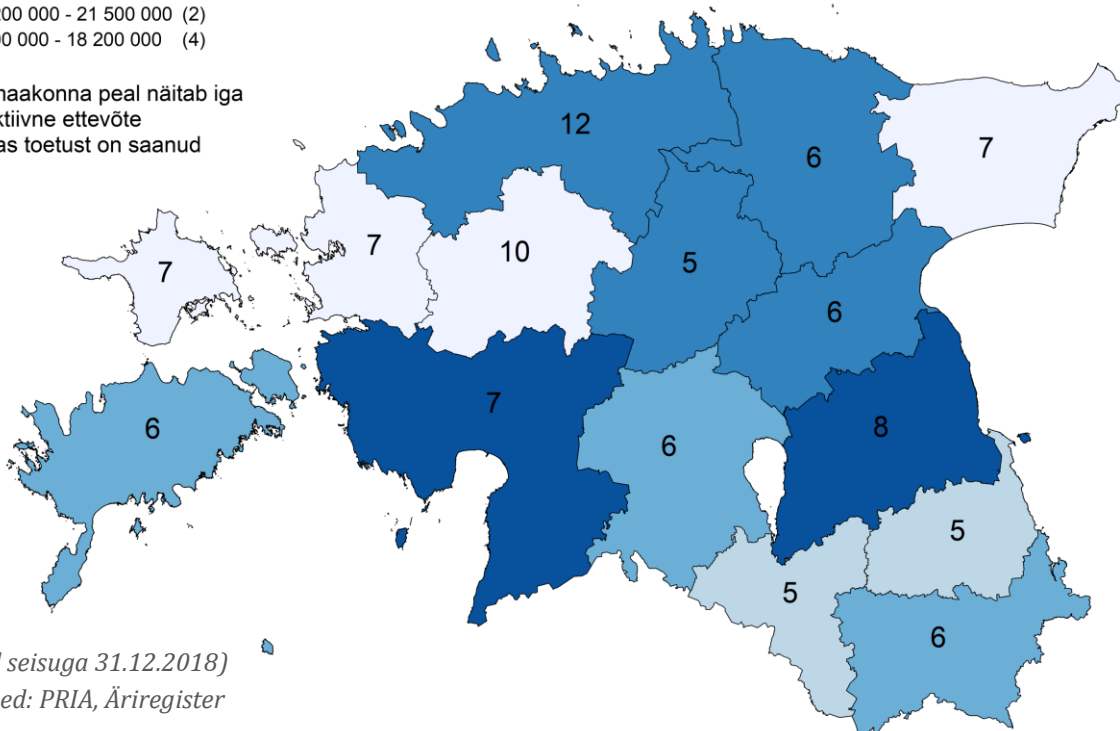 200 000 - 21 500 000 (2)
00 000 - 18 200 000 (4)
maakonna peal näitab iga
ktiivne ettevõte
as toetust on saanud
12
6
7
7
10
5
7
6
6
7
6
8
5
5
6
seisuga 31.12.2018)
ed: PRIA, Äriregister